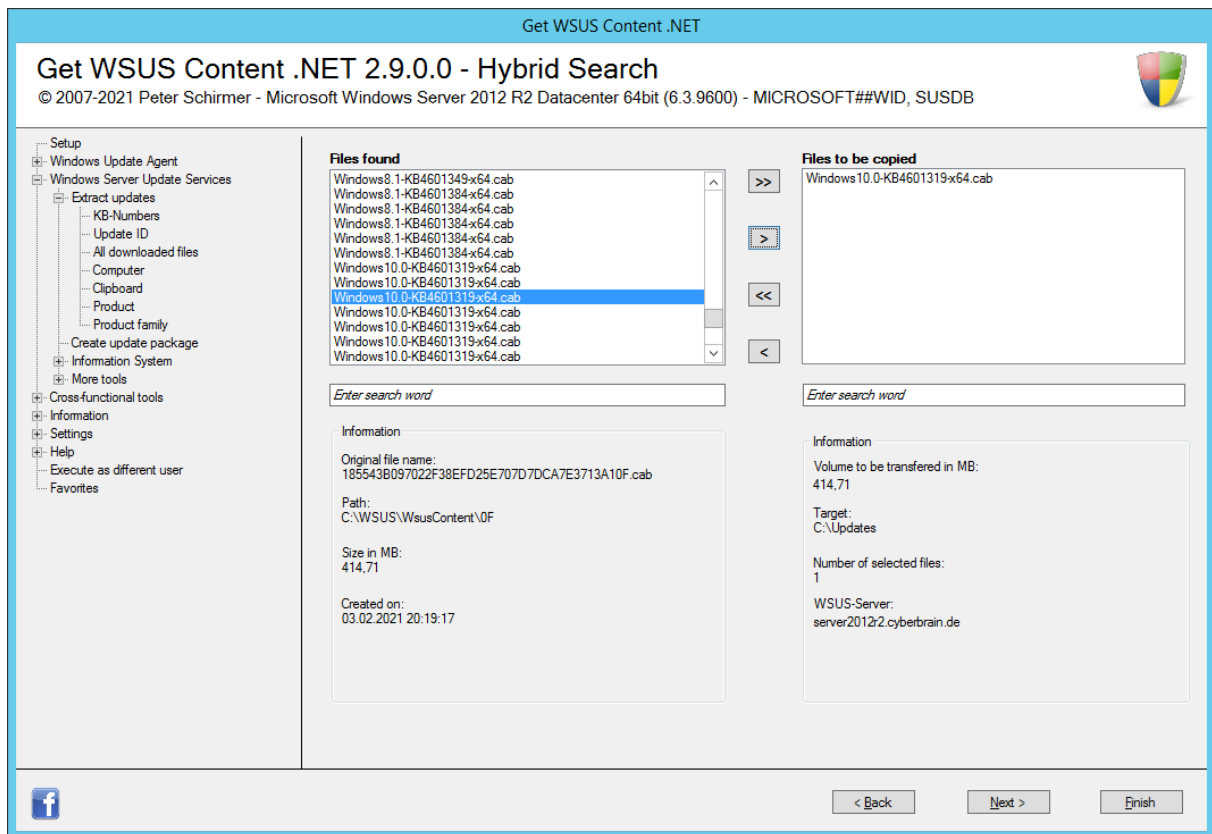 Get WSUS Content .NET
Get WSUS Content .NET 2.9.0.0 - Hybrid Search
© 2007-2021 Peter Schirmer - Microsoft Windows Server 2012 R2 Datacenter 64bit (6.3.9600) - MICROSOFT##WID, SUSDB
Setup
Windows Update Agent
Windows Server Update Services
Extract updates
KB-Numbers
Update ID
All downloaded files
Computer
Clipboard
Product
Product family
Create update package
Information System
More tools
Cross-functional tools
Information
Settings
Help
Execute as different user
Favorites
Files found
Windows8.1-KB4601349-x64.cab
Windows8.1-KB4601384-x64.cab
Windows8.1-KB4601384-x64.cab
Windows8.1-KB4601384-x64.cab
Windows8.1-KB4601384-x64.cab
Windows8.1-KB4601384-x64.cab
Windows10.0-KB4601319-x64.cab
Windows10.0-KB4601319-x64.cab
Windows10.0-KB4601319-x64.cab
Windows10.0-KB4601319-x64.cab
Windows10.0-KB4601319-x64.cab
Windows10.0-KB4601319-x64.cab
Windows10.0-KB4601319-x64.cab
Enter search word
Information
Original file name:
185543B097022F38EFD25E707D7DCA7E3713A10F.cab
Path:
C:\WSUS\WsusContent\0F
Size in MB:
414,71
Created on:
03.02.2021 20:19:17
>>
>
<<
<
Files to be copied
Windows10.0-KB4601319-x64.cab
Enter search word
Information
Volume to be transfered in MB:
414,71
Target:
C:\Updates
Number of selected files:
1
WSUS-Server:
server2012r2.cyberbrain.de
f
< Back
Next >
Finish